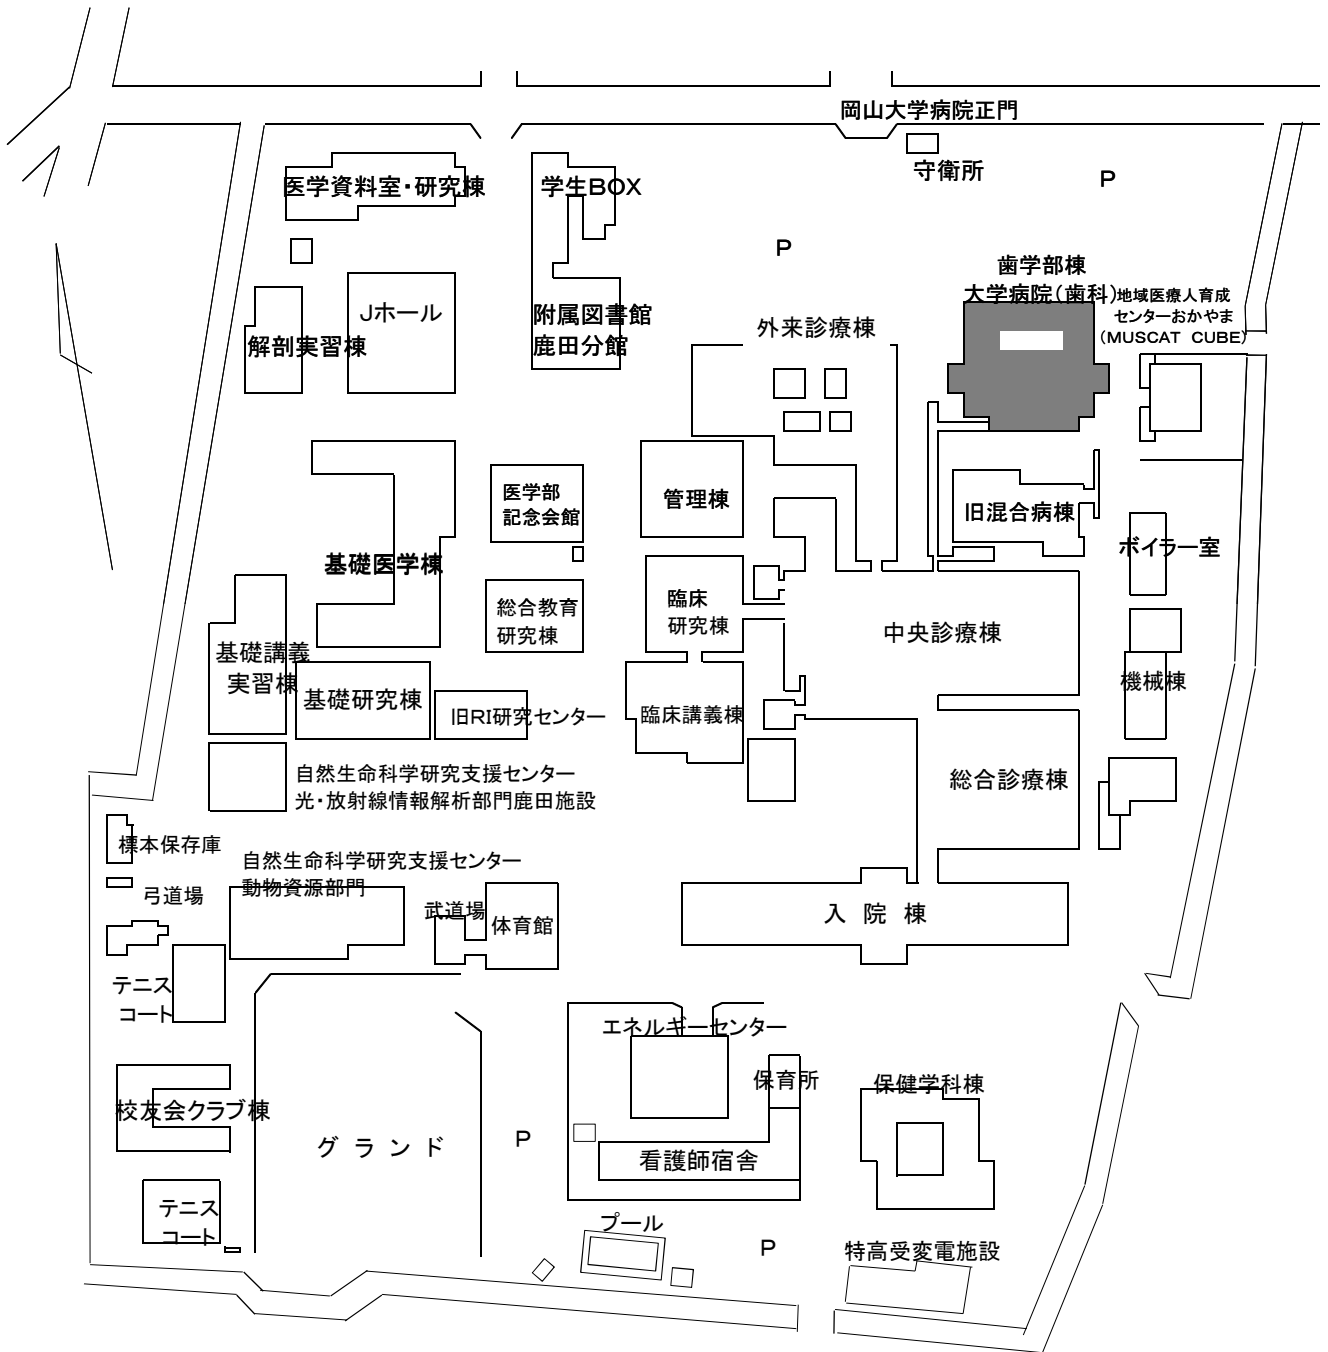 岡山大学病院正門
守衛所
P
医学資料室・研究棟
学生BOX
P
歯学部棟
大学病院(歯科)
地域医療人育成
センターおかやま
(MUSCAT CUBE)
Jホール
附属図書館
鹿田分館
外来診療棟
解剖実習棟
医学部
記念会館
管理棟
旧混合病棟
ボイラー室
基礎医学棟
総合教育
研究棟
臨床
研究棟
中央診療棟
基礎講義
実習棟
基礎研究棟
旧RI研究センター
臨床講義棟
機械棟
自然生命科学研究支援センター
光・放射線情報解析部門鹿田施設
総合診療棟
標本保存庫
自然生命科学研究支援センター
動物資源部門
弓道場
武道場
体育館
入院棟
テニス
コート
エネルギーセンター
保育所
保健学科棟
校友会クラブ棟
グランド
P
看護師宿舎
テニス
コート
プール
P
特高受変電施設